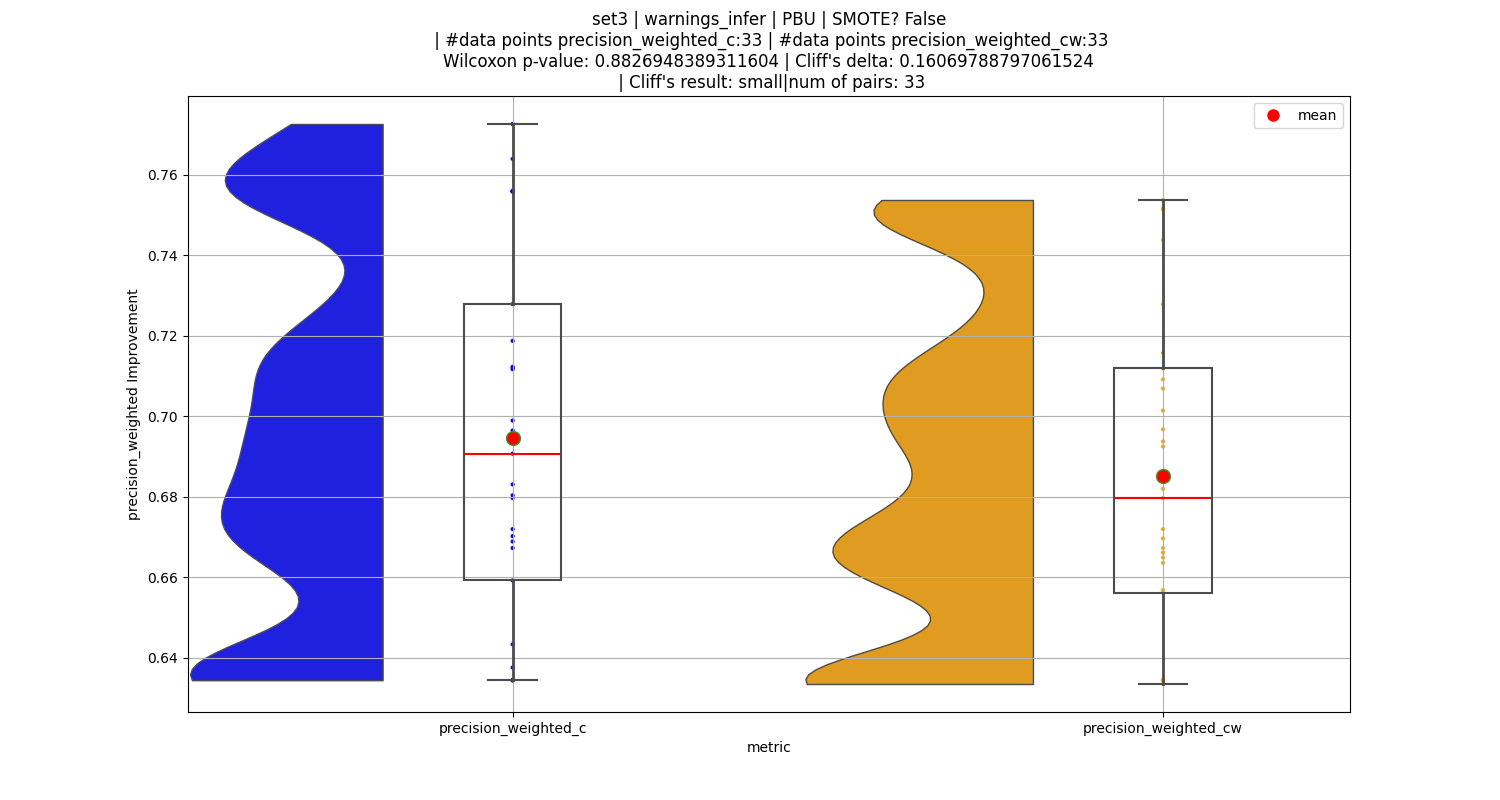 set3 | warnings_infer | PBU | SMOTE? False
| #data points precision_weighted_c:33 | #data points precision_weighted_cw:33
Wilcoxon p-value: 0.8826948389311604 | Cliff's delta: 0.16069788797061524
| Cliff's result: small|num of pairs: 33
mean
0.76
0.74
0.72
0.70
0.68
0.66
0.64
precision_weighted Improvement
precision_weighted_c
precision_weighted_cw
metric